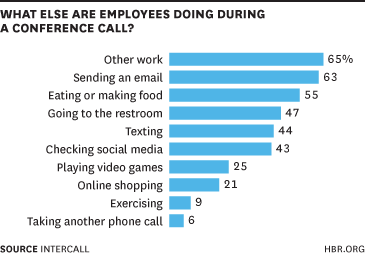 WHAT ELSE ARE EMPLOYEES DOING DURING
A CONFERENCE CALL?
Other work 65%
Sending an email 63
Eating or making food 55
Going to the restroom 47
Texting 44
Checking social media 43
Playing video games 25
Online shopping 21
Exercising 9
Taking another phone call 6
SOURCE INTERCALL HBR.ORG